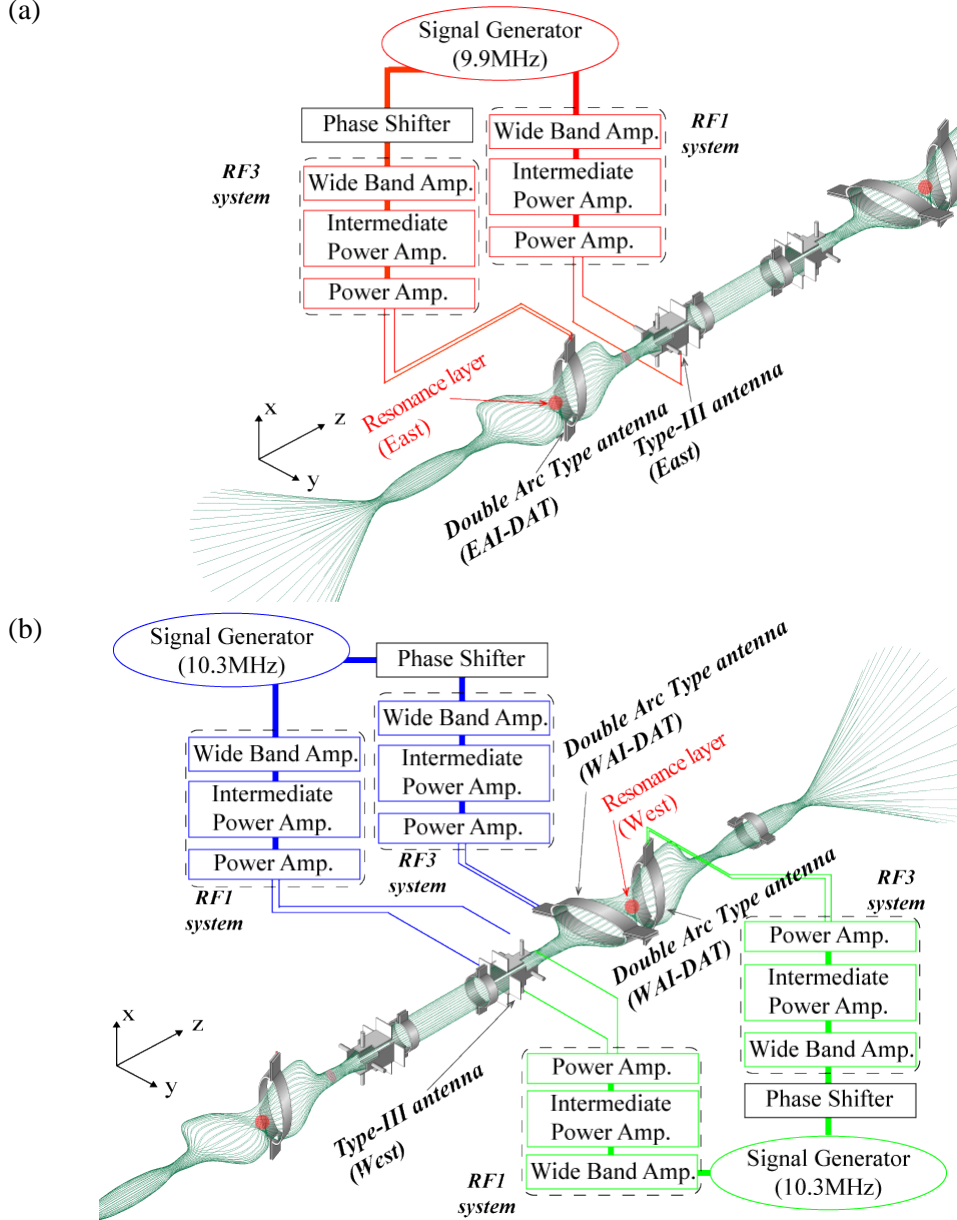 (a)
Signal Generator
(9.9MHz)
Phase Shifter
RF3
system
Wide Band Amp.
Intermediate
Power Amp.
Power Amp.
Wide Band Amp.
Intermediate
Power Amp.
Power Amp.
RF1
system
Resonance layer
(East)
x
z
y
Double Arc Type antenna
(EAI-DAT)
Type-III antenna
(East)
(b)
Signal Generator
(10.3MHz)
Phase Shifter
Wide Band Amp.
Intermediate
Power Amp.
Power Amp.
RF1
system
Wide Band Amp.
Intermediate
Power Amp.
Power Amp.
RF3
system
Double Arc Type antenna
(WAI-DAT)
Resonance layer
(West)
Double Arc Type antenna
(WAI-DAT)
RF3
system
Power Amp.
Intermediate
Power Amp.
Wide Band Amp.
Phase Shifter
Signal Generator
(10.3MHz)
x
z
y
Type-III antenna
(West)
Power Amp.
Intermediate
Power Amp.
Wide Band Amp.
RF1
system